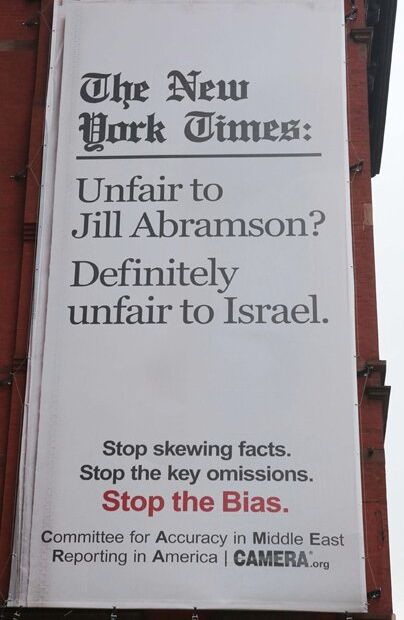 The New
York Times:
Unfair to
Jill Abramson?
Definitely
unfair to Israel.
Stop skewing facts.
Stop the key omissions.
Stop the Bias.
Committee for Accuracy in Middle East
Reporting in America | CAMERA®.org